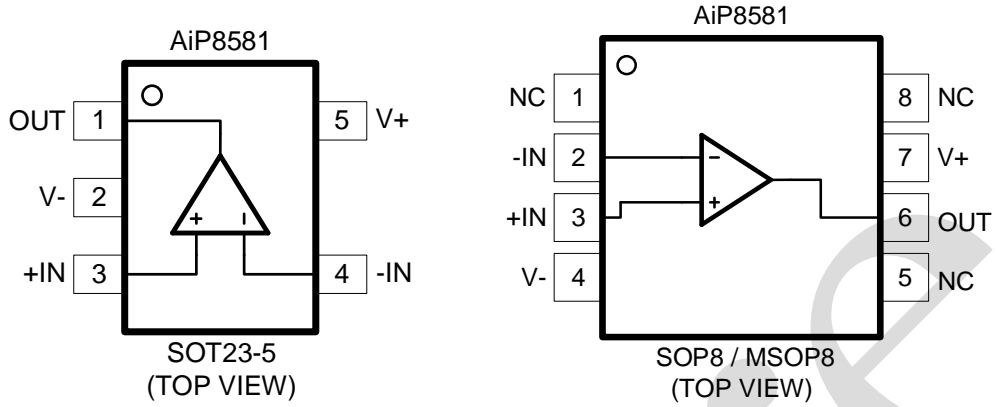 AiP8581
OUT 1
5 V+
V- 2
+IN 3
4 -IN
+ -
SOT23-5
(TOP VIEW)
AiP8581
NC 1
8 NC
-IN 2
7 V+
+IN 3
6 OUT
V- 4
5 NC
-
+
SOP8 / MSOP8
(TOP VIEW)